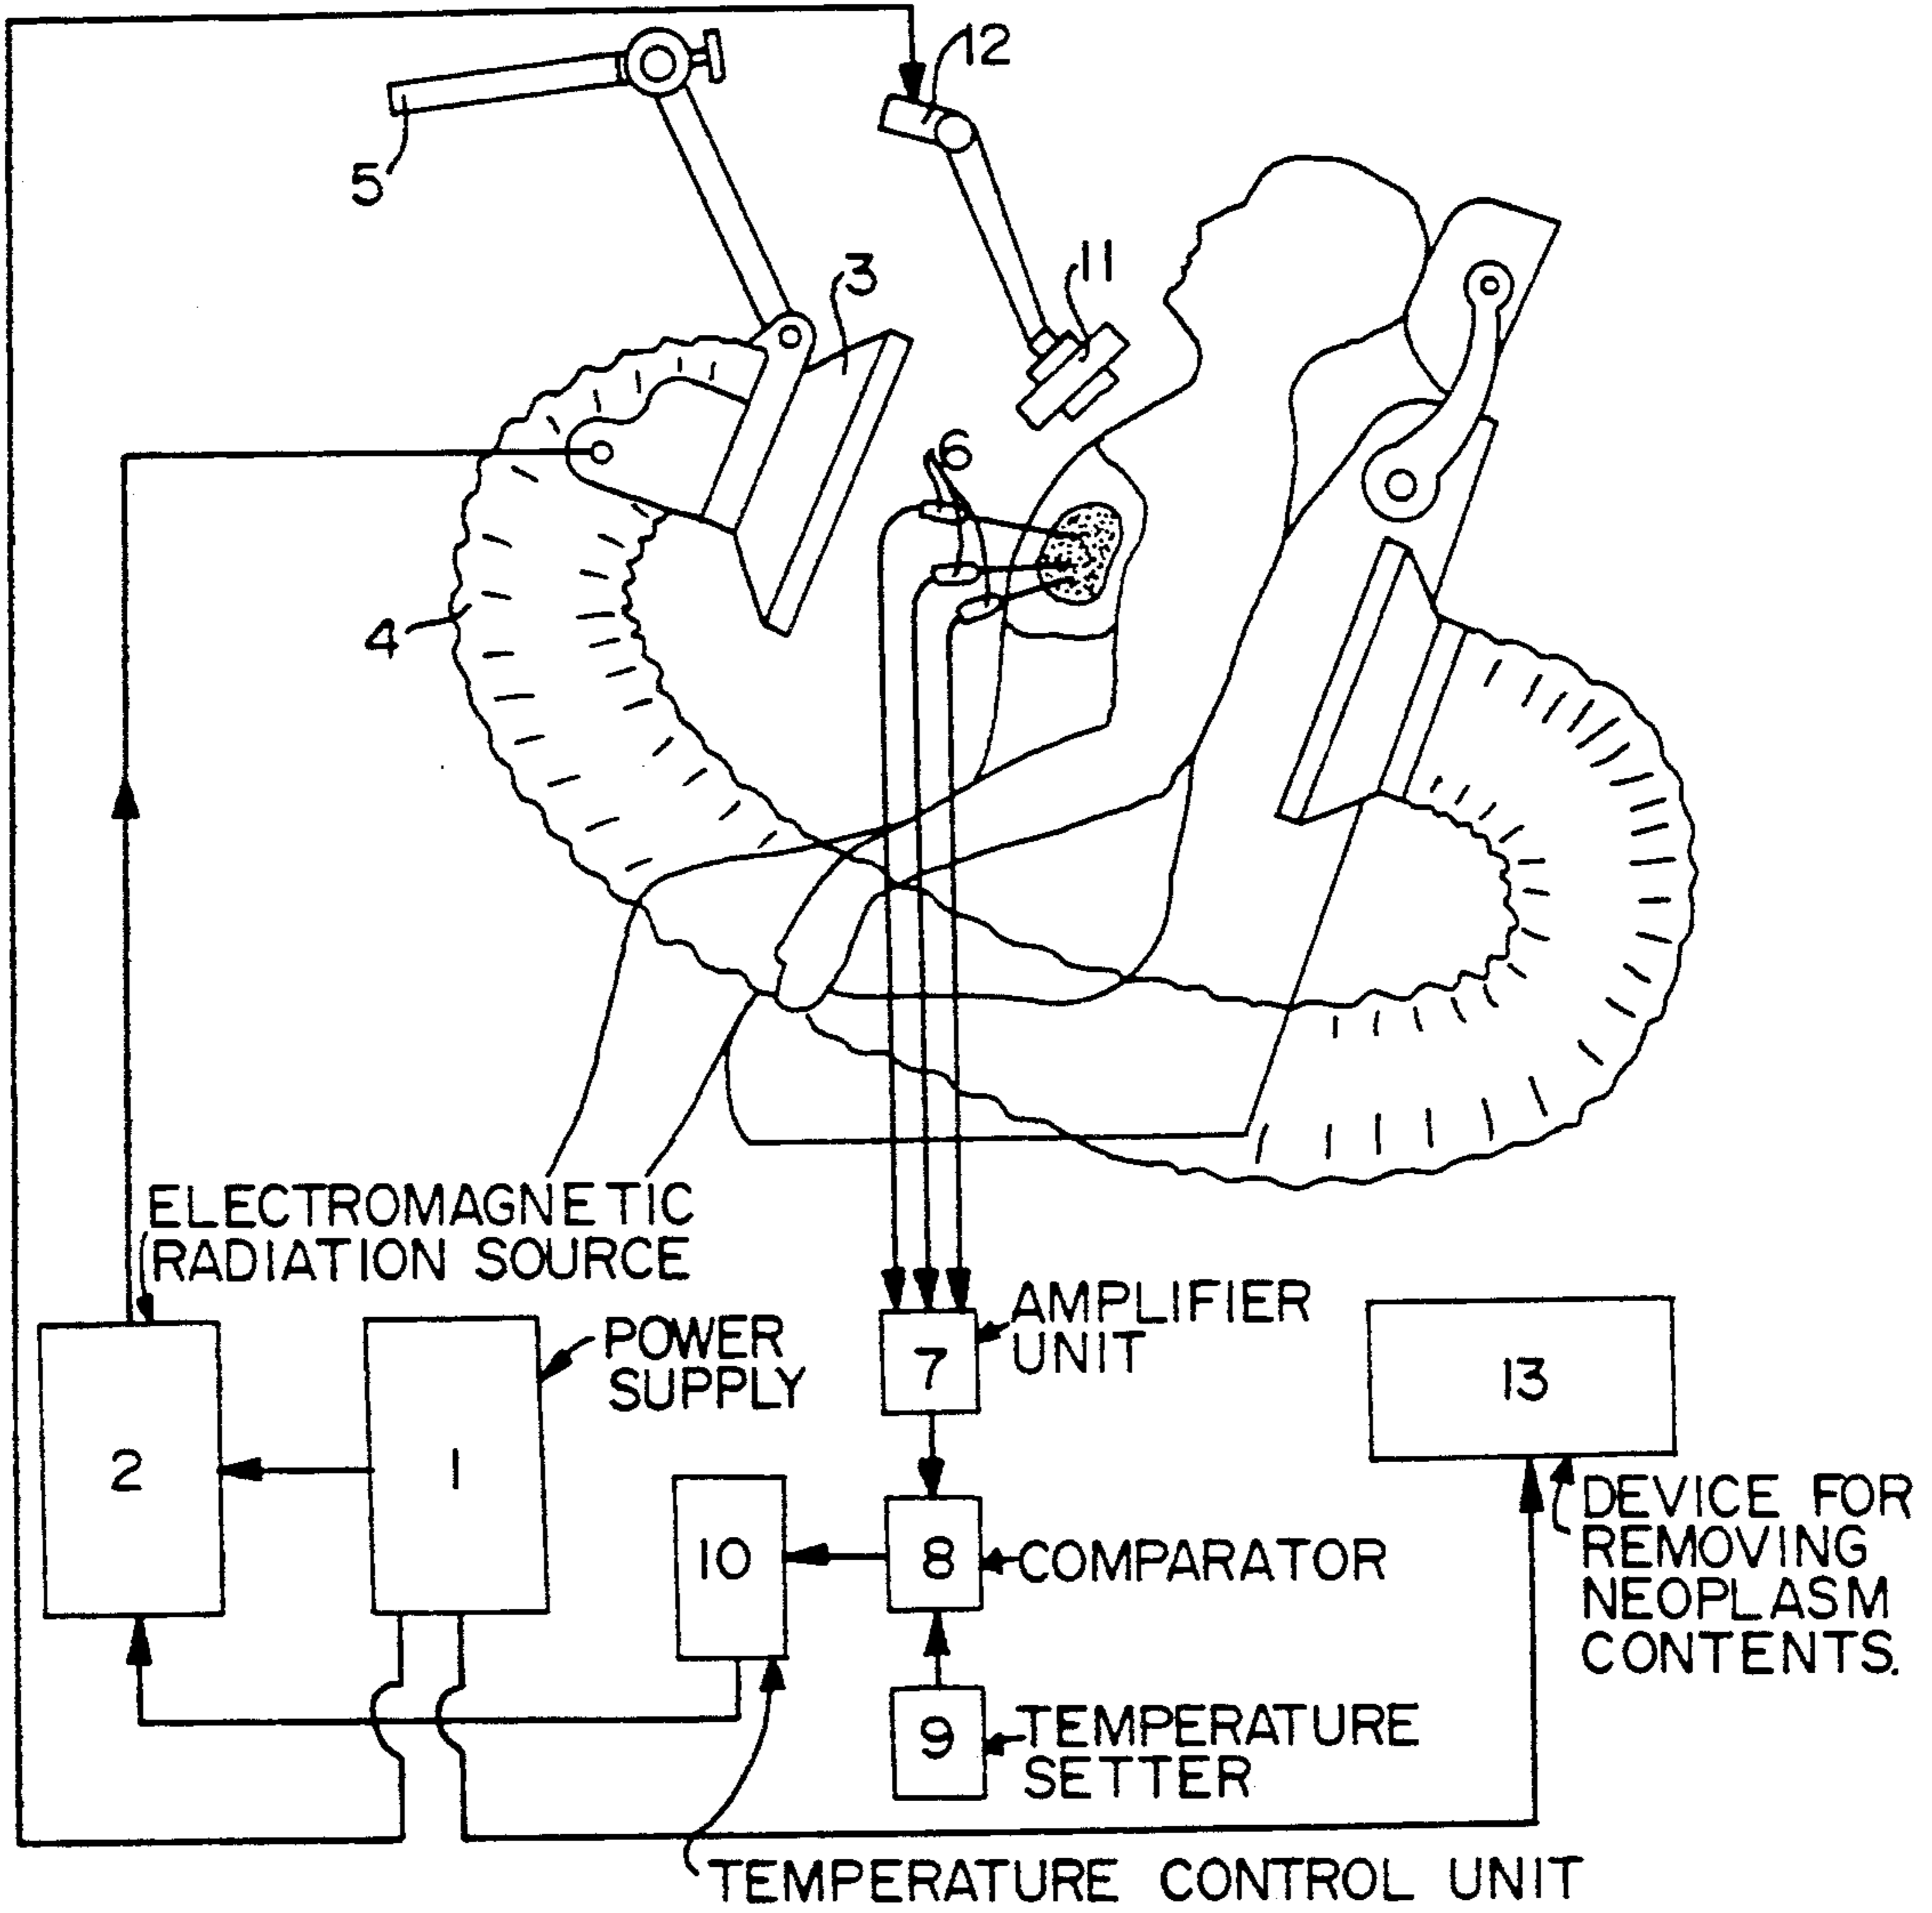 12
5
3
11
6
4
ELECTROMAGNETIC
RADIATION SOURCE
AMPLIFIER
UNIT
POWER
SUPPLY
7
13
2
1
DEVICE FOR
REMOVING
NEOPLASM
CONTENTS.
10
8
COMPARATOR
9
TEMPERATURE
SETTER
TEMPERATURE CONTROL UNIT